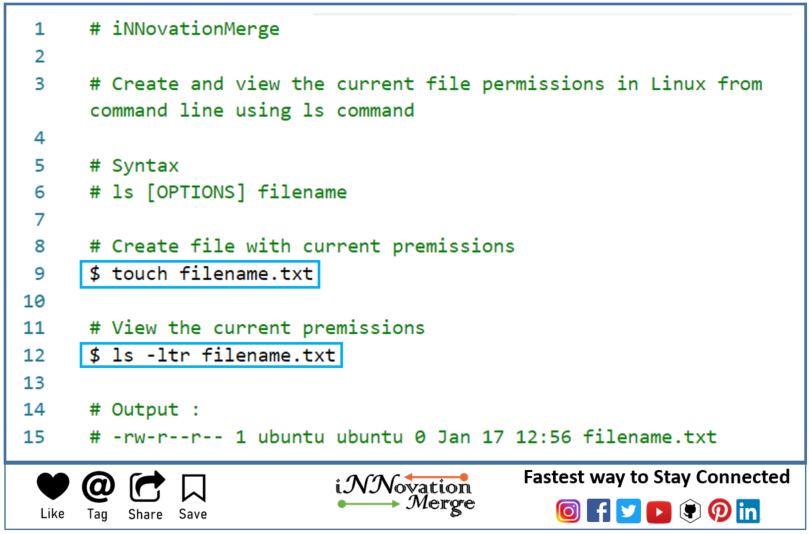 1 # iNNovationMerge
2
3 # Create and view the current file permissions in Linux from
command line using ls command
4
5 # Syntax
6 # ls [OPTIONS] filename
7
8 # Create file with current premissions
9 $ touch filename.txt
10
11 # View the current premissions
12 $ ls -ltr filename.txt
13
14 # Output :
15 # -rw-r--r-- 1 ubuntu ubuntu 0 Jan 17 12:56 filename.txt
Like Tag Share Save
iNNovation
Merge
Fastest way to Stay Connected